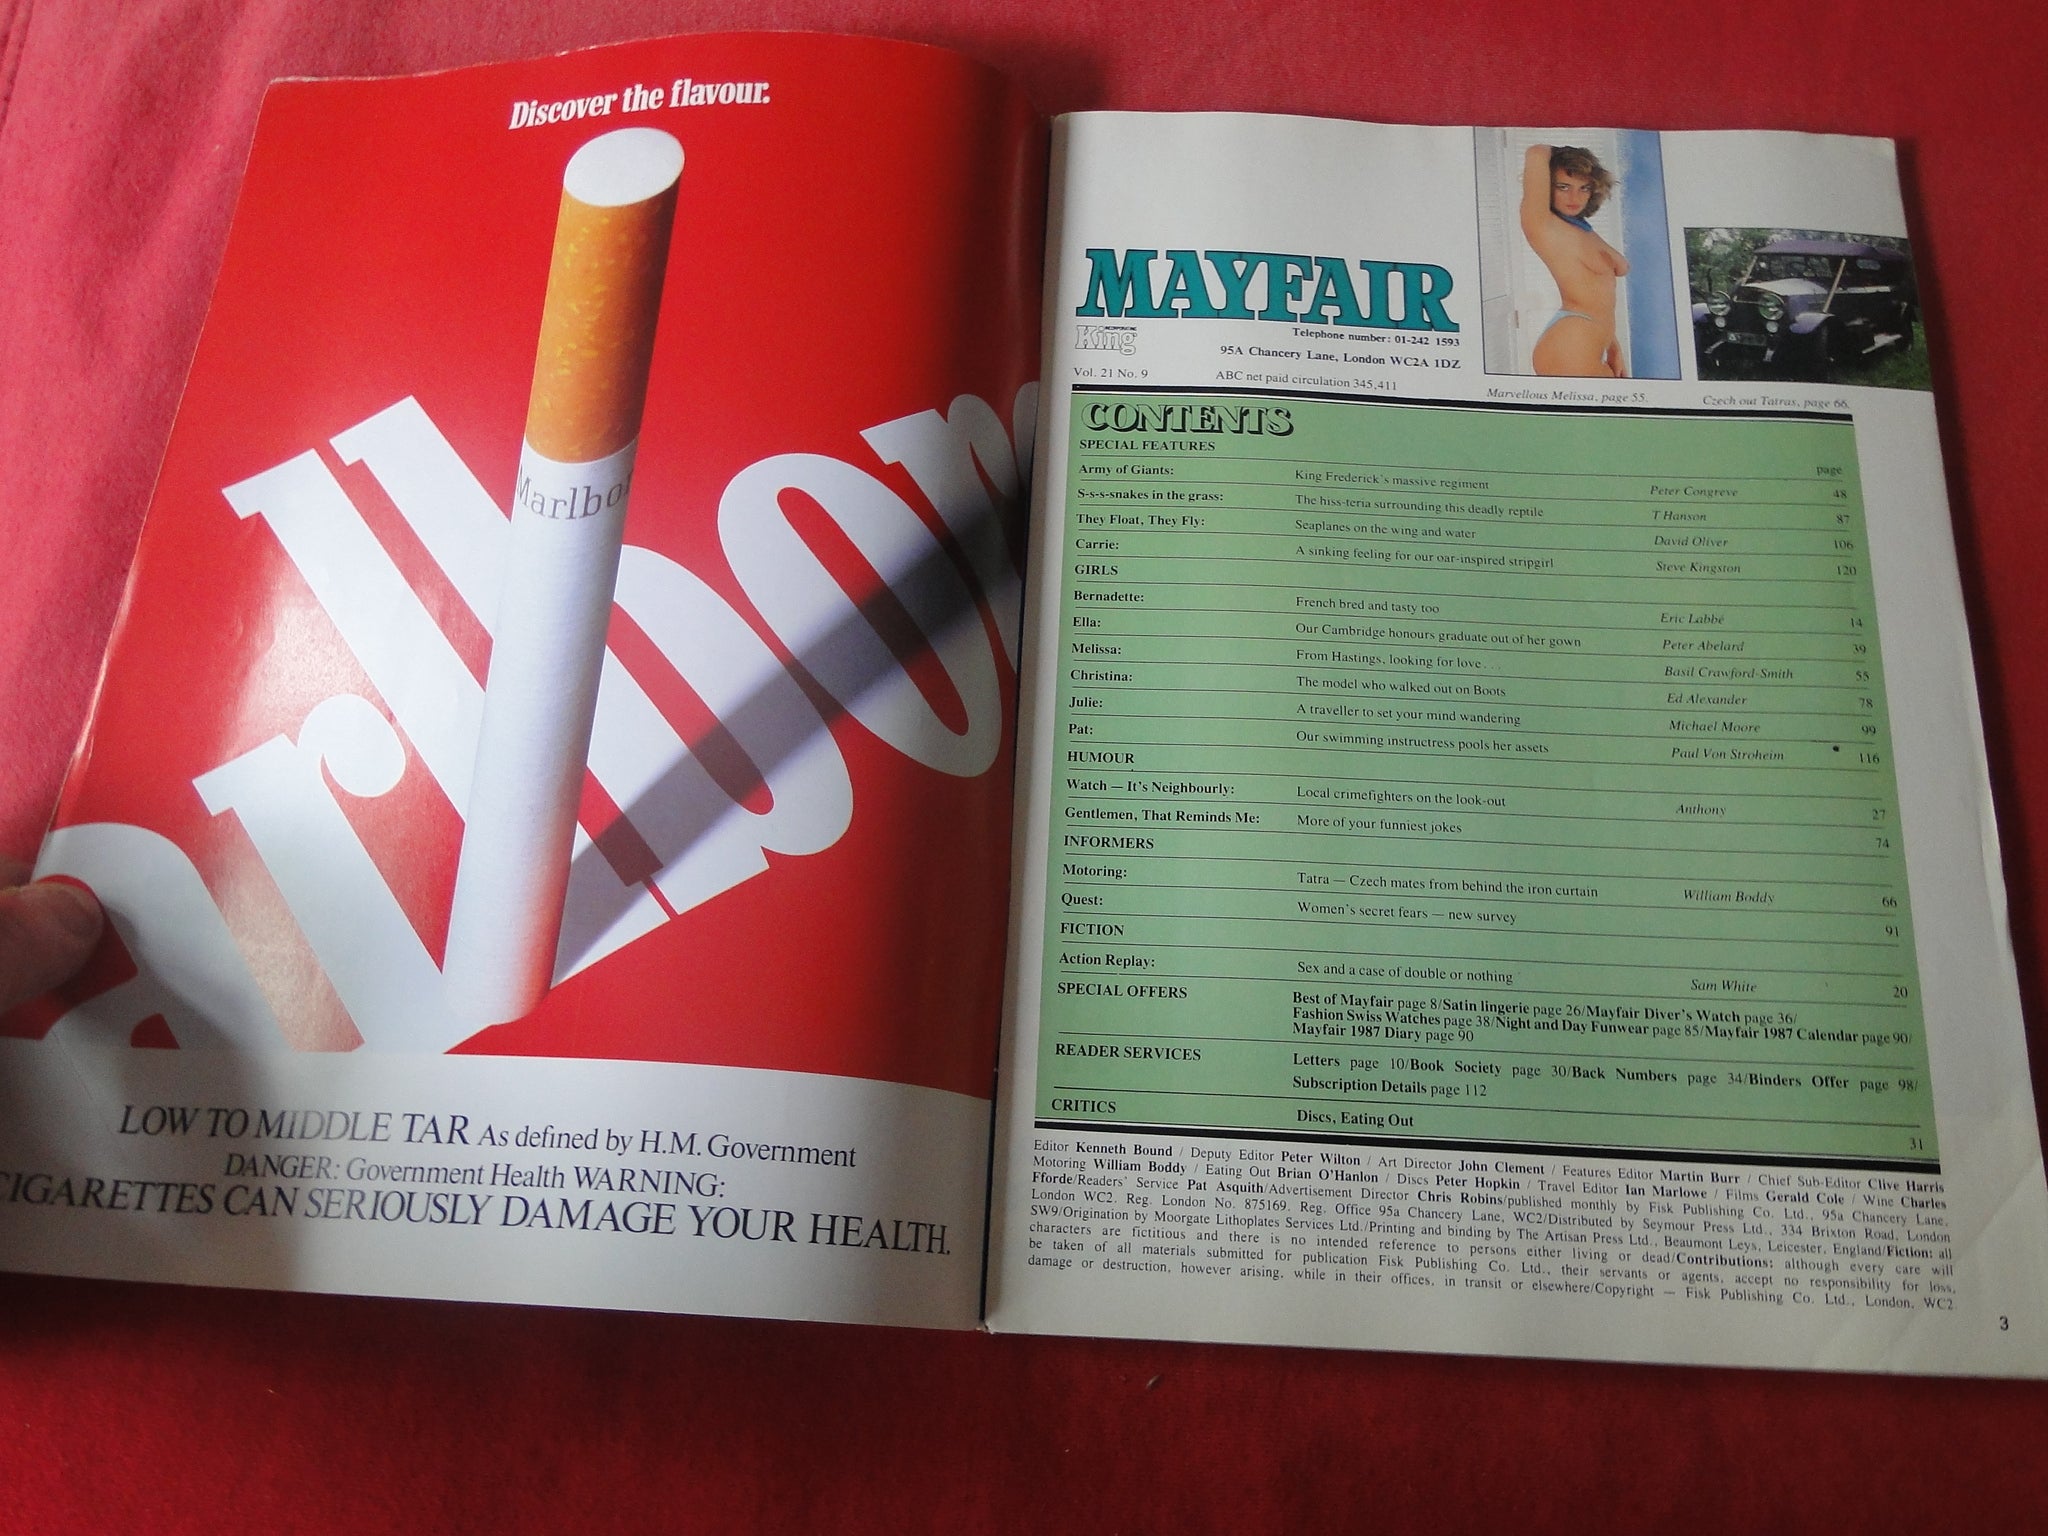 Discover the flavour.
Marlbo
arlboro
LOW TO MIDDLE TAR As defined by H.M. Government
DANGER: Government Health WARNING:
CIGARETTES CAN SERIOUSLY DAMAGE YOUR HEALTH.
MAYFAIR
INCORPORATING
King
Telephone number: 01-242 1593
95A Chancery Lane, London WC2A 1DZ
Vol. 21 No. 9 ABC net paid circulation 345,411
Marvellous Melissa, page 55.
Czech out Tatras, page 66.
CONTENTS
SPECIAL FEATURES page
Army of Giants: King Frederick's massive regiment Peter Congreve 48
S-s-s-snakes in the grass: The hiss-teria surrounding this deadly reptile T Hanson 87
They Float, They Fly: Seaplanes on the wing and water David Oliver 106
Carrie: A sinking feeling for our oar-inspired stripgirl Steve Kingston 120
GIRLS
Bernadette: French bred and tasty too Eric Labbé 14
Ella: Our Cambridge honours graduate out of her gown Peter Abelard 39
Melissa: From Hastings, looking for love . . . Basil Crawford-Smith 55
Christina: The model who walked out on Boots Ed Alexander 78
Julie: A traveller to set your mind wandering Michael Moore 99
Pat: Our swimming instructress pools her assets Paul Von Stroheim 116
HUMOUR
Watch — It's Neighbourly: Local crimefighters on the look-out Anthony 27
Gentlemen, That Reminds Me: More of your funniest jokes 74
INFORMERS
Motoring: Tatra — Czech mates from behind the iron curtain William Boddy 66
Quest: Women's secret fears — new survey 91
FICTION
Action Replay: Sex and a case of double or nothing Sam White 20
SPECIAL OFFERS Best of Mayfair page 8/Satin lingerie page 26/Mayfair Diver's Watch page 36/
Fashion Swiss Watches page 38/Night and Day Funwear page 85/Mayfair 1987 Calendar page 90/
Mayfair 1987 Diary page 90
READER SERVICES Letters page 10/Book Society page 30/Back Numbers page 34/Binders Offer page 98/
Subscription Details page 112
CRITICS Discs, Eating Out 31
Editor Kenneth Bound / Deputy Editor Peter Wilton / Art Director John Clement / Features Editor Martin Burr / Chief Sub-Editor Clive Harris
Motoring William Boddy / Eating Out Brian O'Hanlon / Discs Peter Hopkin / Travel Editor Ian Marlowe / Films Gerald Cole / Wine Charles
Fforde/Readers' Service Pat Asquith/Advertisement Director Chris Robins/published monthly by Fisk Publishing Co. Ltd., 95a Chancery Lane,
London WC2. Reg. London No. 875169. Reg. Office 95a Chancery Lane, WC2/Distributed by Seymour Press Ltd., 334 Brixton Road, London
SW9/Origination by Moorgate Lithoplates Services Ltd./Printing and binding by The Artisan Press Ltd., Beaumont Leys, Leicester, England/Fiction: all
characters are fictitious and there is no intended reference to persons either living or dead/Contributions: although every care will
be taken of all materials submitted for publication Fisk Publishing Co. Ltd., their servants or agents, accept no responsibility for loss,
damage or destruction, however arising, while in their offices, in transit or elsewhere/Copyright — Fisk Publishing Co. Ltd., London, WC2
3